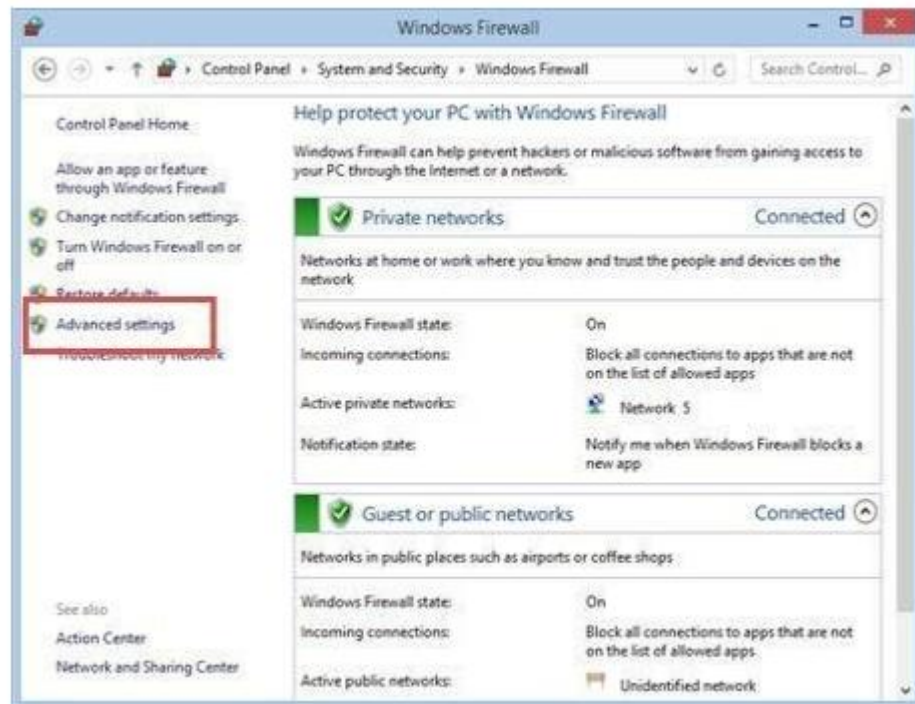 Windows Firewall
Control Panel › System and Security › Windows Firewall
Search Control...
Control Panel Home
Allow an app or feature
through Windows Firewall
Change notification settings
Turn Windows Firewall on or
off
Restore defaults
Advanced settings
Troubleshoot my network
See also
Action Center
Network and Sharing Center
Help protect your PC with Windows Firewall
Windows Firewall can help prevent hackers or malicious software from gaining access to
your PC through the Internet or a network.
Private networks Connected
Networks at home or work where you know and trust the people and devices on the
network
Windows Firewall state: On
Incoming connections: Block all connections to apps that are not
on the list of allowed apps
Active private networks: Network 5
Notification state: Notify me when Windows Firewall blocks a
new app
Guest or public networks Connected
Networks in public places such as airports or coffee shops
Windows Firewall state: On
Incoming connections: Block all connections to apps that are not
on the list of allowed apps
Active public networks: Unidentified network